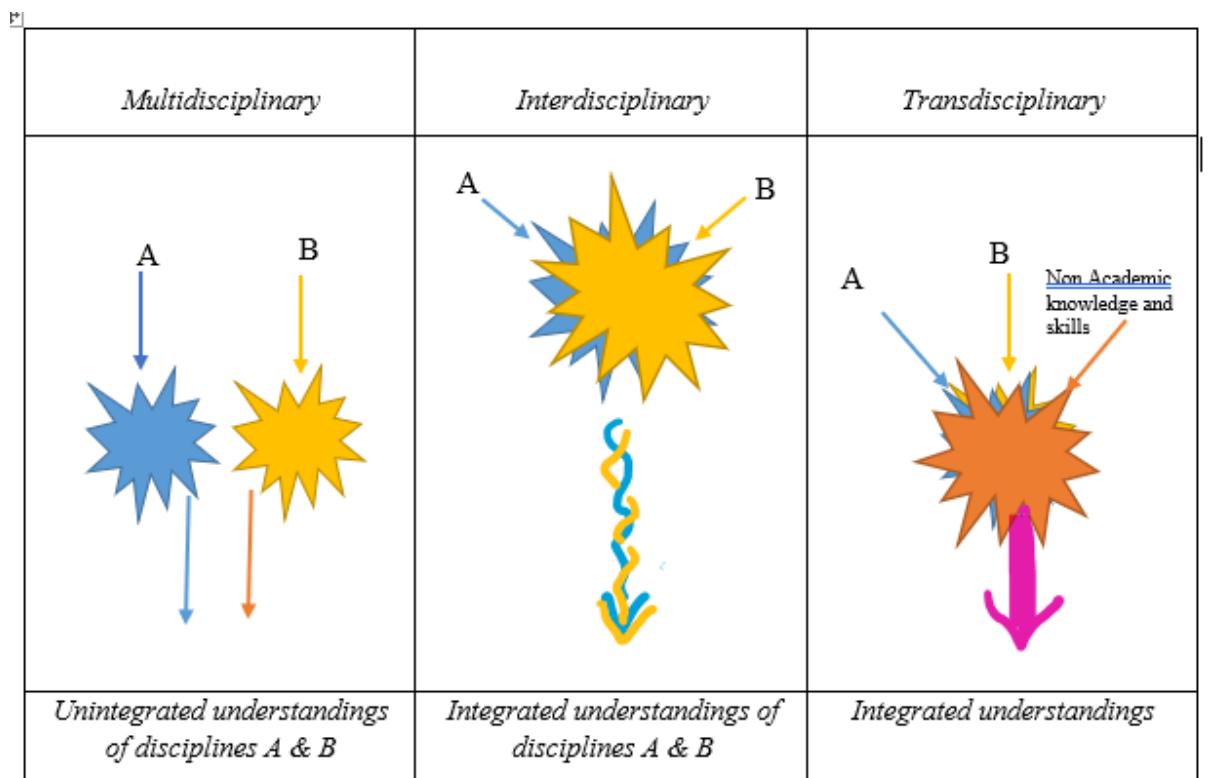 Multidisciplinary
Interdisciplinary
Transdisciplinary
A
B
A
B
A
B
Non Academic
knowledge and
skills
Unintegrated understandings
of disciplines A & B
Integrated understandings of
disciplines A & B
Integrated understandings